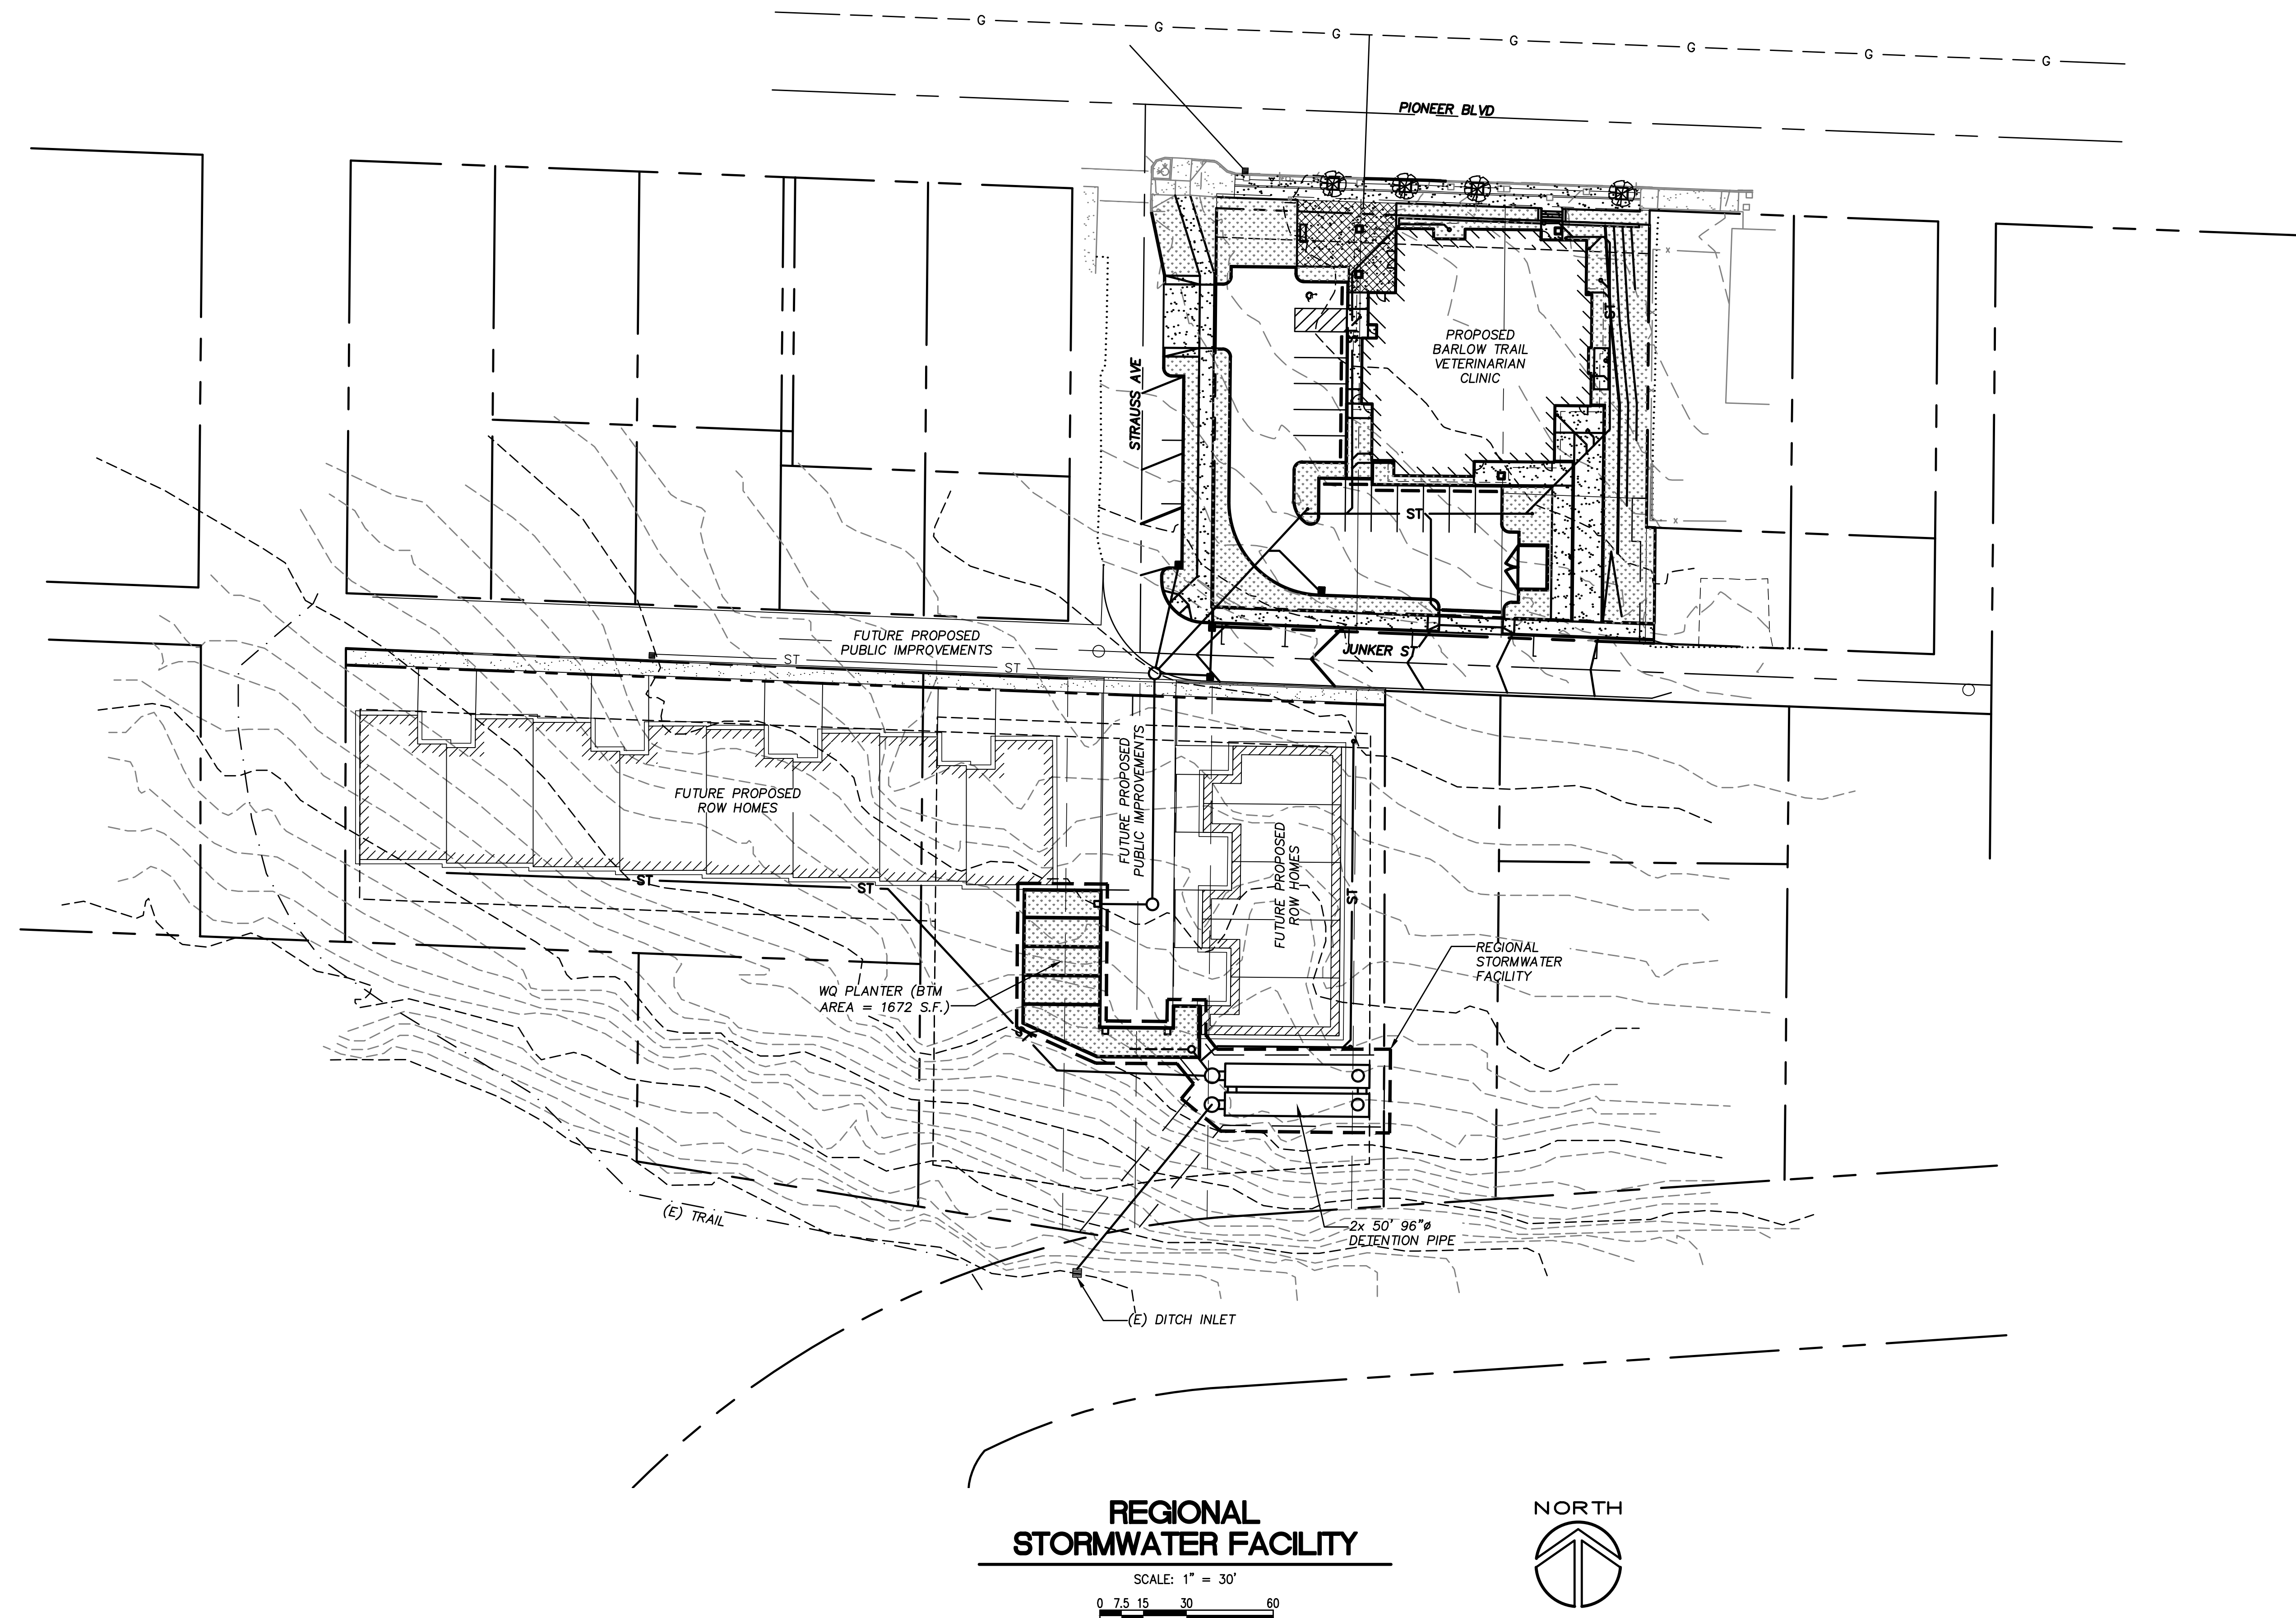 G G G G G G G
PIONEER BLVD
STRAUSS AVE
PROPOSED
BARLOW TRAIL
VETERINARIAN
CLINIC
ST
ST
ST
x
x
FUTURE PROPOSED
PUBLIC IMPROVEMENTS
ST
ST
JUNKER ST
FUTURE PROPOSED
PUBLIC IMPROVEMENTS
FUTURE PROPOSED
ROW HOMES
FUTURE PROPOSED
ROW HOMES
ST
ST
ST
REGIONAL
STORMWATER
FACILITY
WQ PLANTER (BTM
AREA = 1672 S.F.)
(E) TRAIL
2x 50' 96"ø
DETENTION PIPE
(E) DITCH INLET
REGIONAL
STORMWATER FACILITY
SCALE: 1" = 30'
0 7.5 15 30 60
NORTH